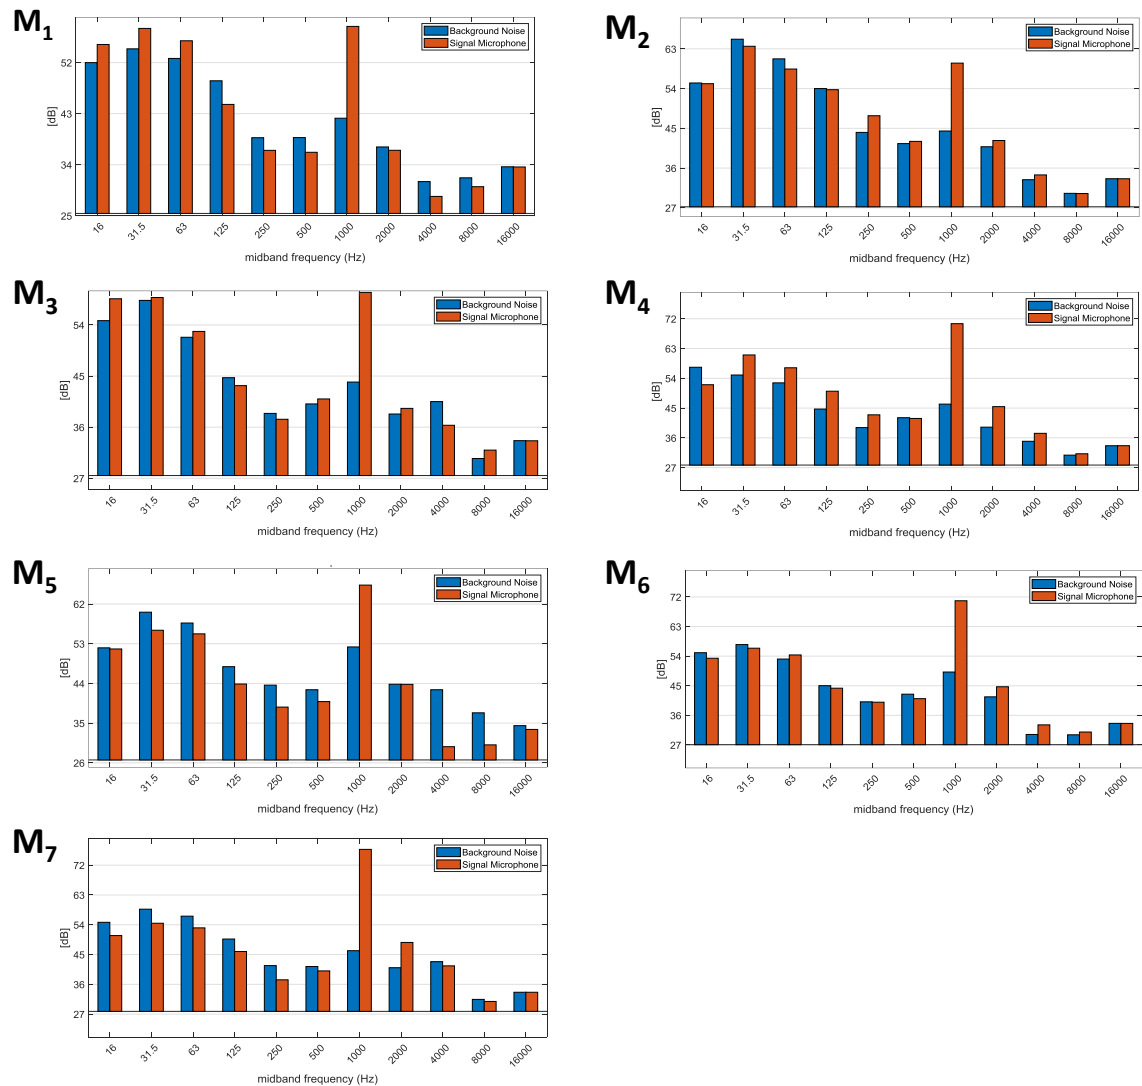 M1
Background Noise
Signal Microphone
[dB]
52
43
34
25
16 31.5 63 125 250 500 1000 2000 4000 8000 16000
midband frequency (Hz)
M2
Background Noise
Signal Microphone
[dB]
63
54
45
36
27
16 31.5 63 125 250 500 1000 2000 4000 8000 16000
midband frequency (Hz)
M3
Background Noise
Signal Microphone
[dB]
54
45
36
27
16 31.5 63 125 250 500 1000 2000 4000 8000 16000
midband frequency (Hz)
M4
Background Noise
Signal Microphone
[dB]
72
63
54
45
36
27
16 31.5 63 125 250 500 1000 2000 4000 8000 16000
midband frequency (Hz)
M5
Background Noise
Signal Microphone
[dB]
62
53
44
35
26
16 31.5 63 125 250 500 1000 2000 4000 8000 16000
midband frequency (Hz)
M6
Background Noise
Signal Microphone
[dB]
72
63
54
45
36
27
16 31.5 63 125 250 500 1000 2000 4000 8000 16000
midband frequency (Hz)
M7
Background Noise
Signal Microphone
[dB]
72
63
54
45
36
27
16 31.5 63 125 250 500 1000 2000 4000 8000 16000
midband frequency (Hz)